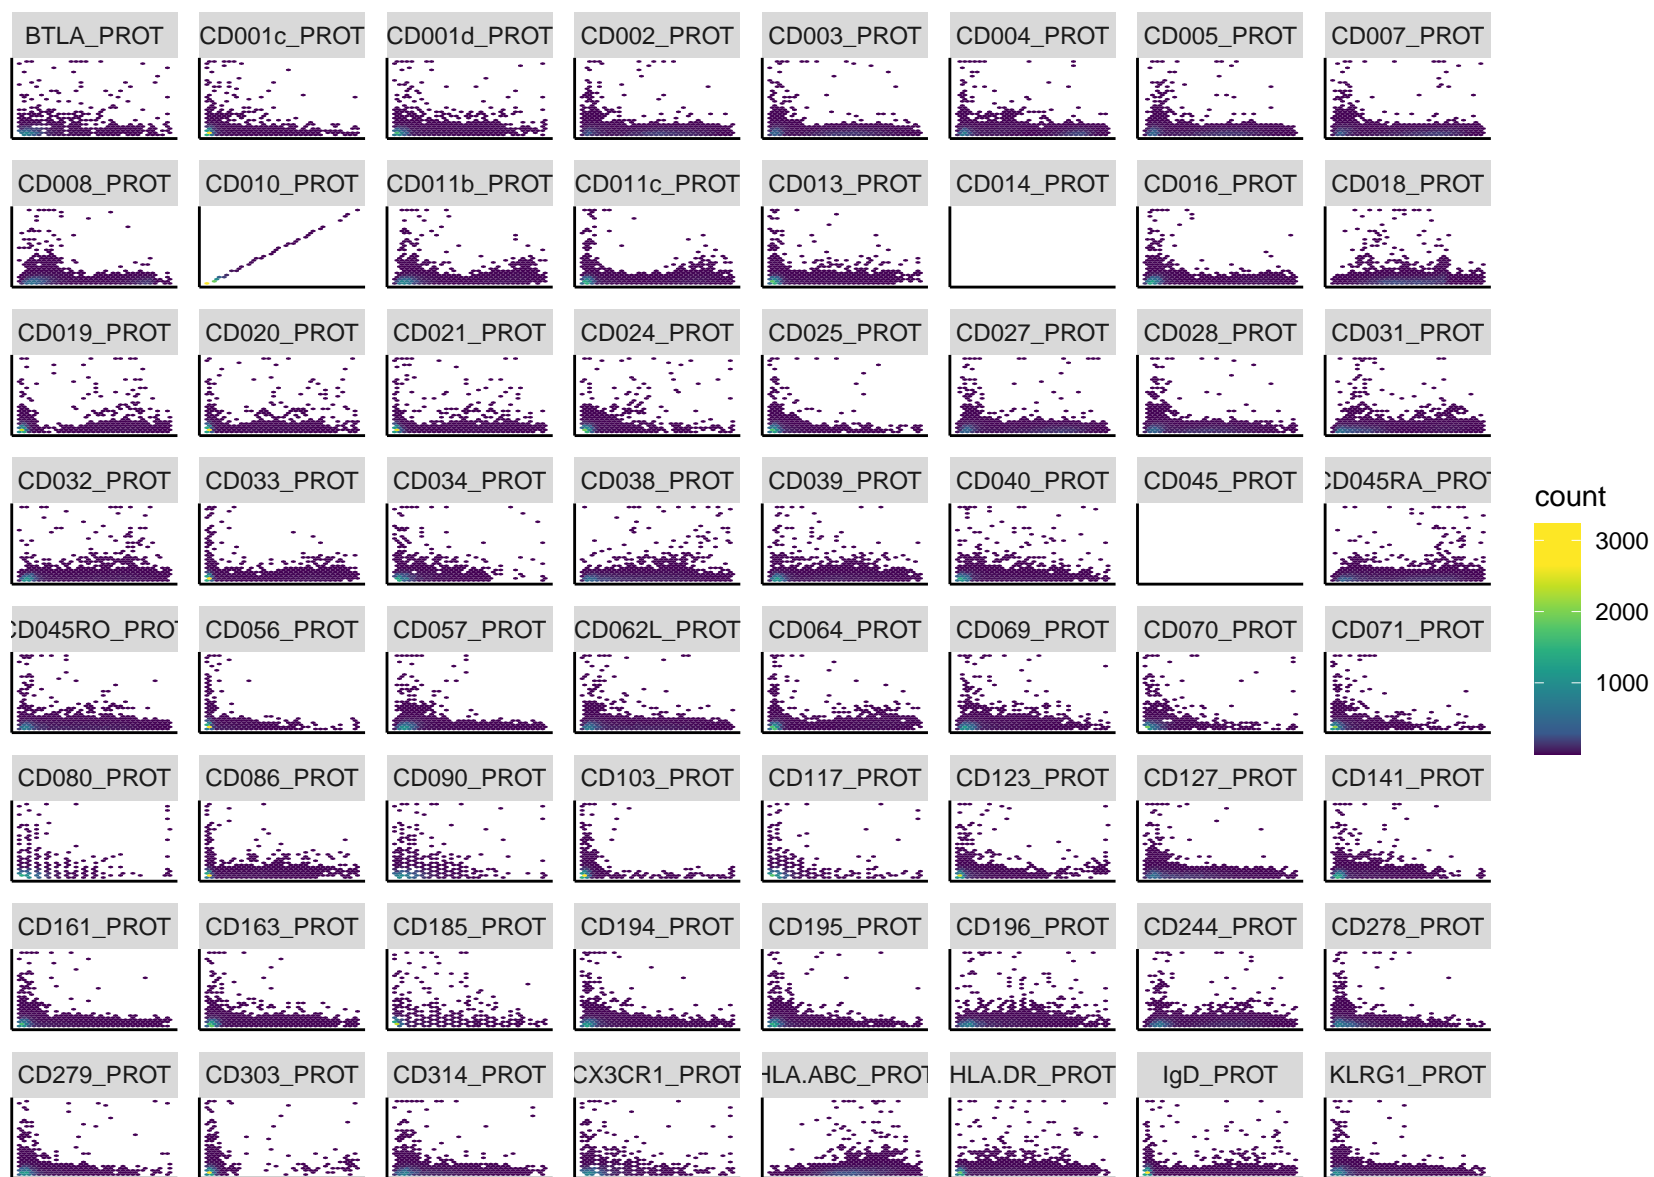 BTLA_PROT CD001c_PROT CD001d_PROT CD002_PROT CD003_PROT CD004_PROT CD005_PROT CD007_PROT
CD008_PROT CD010_PROT CD011b_PROT CD011c_PROT CD013_PROT CD014_PROT CD016_PROT CD018_PROT
CD019_PROT CD020_PROT CD021_PROT CD024_PROT CD025_PROT CD027_PROT CD028_PROT CD031_PROT
CD032_PROT CD033_PROT CD034_PROT CD038_PROT CD039_PROT CD040_PROT CD045_PROT CD045RA_PROT
count
3000
2000
1000
CD045RO_PROT CD056_PROT CD057_PROT CD062L_PROT CD064_PROT CD069_PROT CD070_PROT CD071_PROT
CD080_PROT CD086_PROT CD090_PROT CD103_PROT CD117_PROT CD123_PROT CD127_PROT CD141_PROT
CD161_PROT CD163_PROT CD185_PROT CD194_PROT CD195_PROT CD196_PROT CD244_PROT CD278_PROT
CD279_PROT CD303_PROT CD314_PROT CX3CR1_PROT HLA.ABC_PROT HLA.DR_PROT IgD_PROT KLRG1_PROT